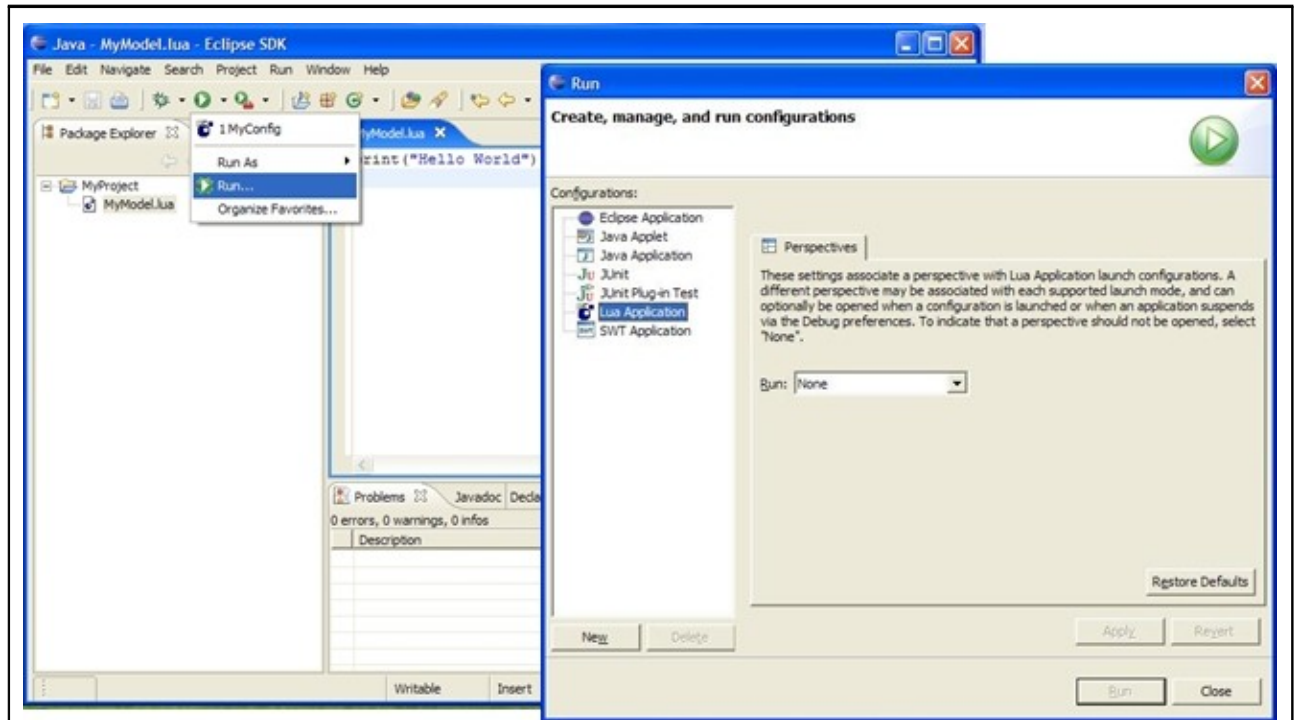 Java - MyModel.lua - Eclipse SDK
File Edit Navigate Search Project Run Window Help
Package Explorer
1 MyConfig
Run As
Run...
Organize Favorites...
MyProject
MyModel.lua
MyModel.lua
print("Hello World")
Problems Javadoc Decla
0 errors, 0 warnings, 0 infos
Description
Writable Insert
Run
Create, manage, and run configurations
Configurations:
Eclipse Application
Java Applet
Java Application
Ju JUnit
JUnit Plug-in Test
Lua Application
SWT Application
New Delete
Perspectives
These settings associate a perspective with Lua Application launch configurations. A
different perspective may be associated with each supported launch mode, and can
optionally be opened when a configuration is launched or when an application suspends
via the Debug preferences. To indicate that a perspective should not be opened, select
"None".
Run: None
Restore Defaults
Apply Revert
Run Close